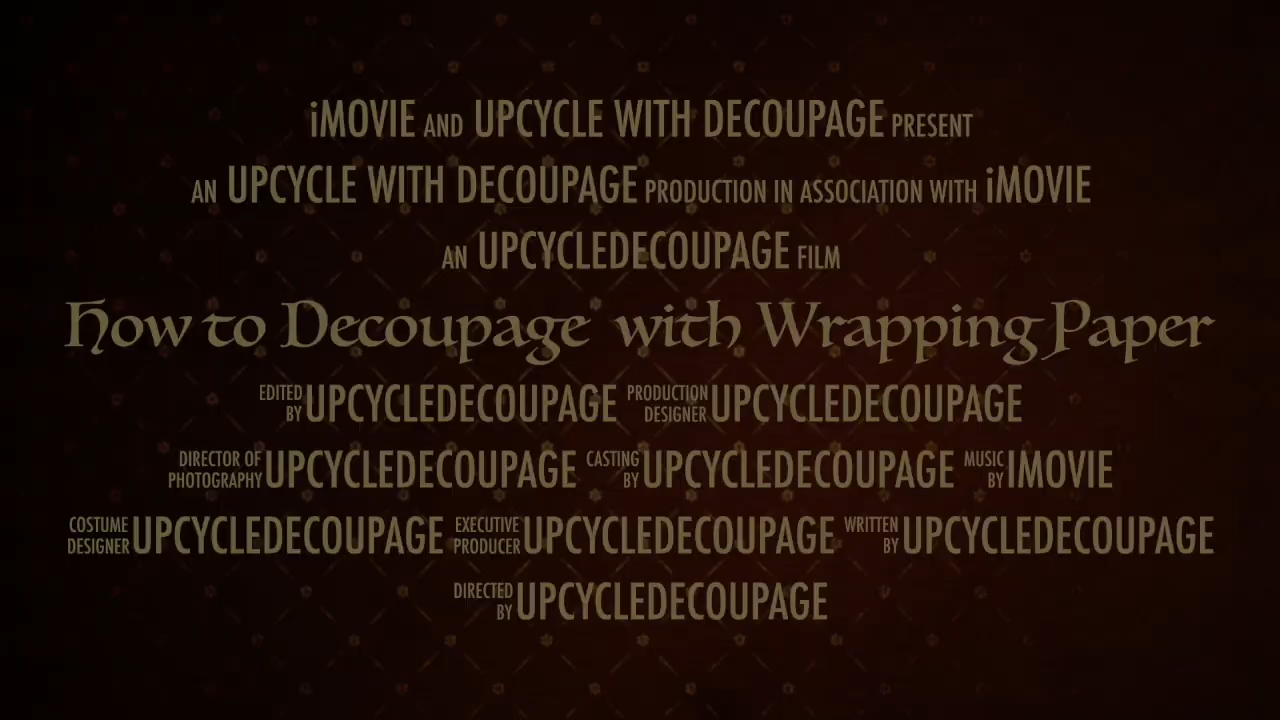 iMOVIE AND UPCYCLE WITH DECOUPAGE PRESENT
AN UPCYCLE WITH DECOUPAGE PRODUCTION IN ASSOCIATION WITH iMOVIE
AN UPCYCLEDECOUPAGE FILM
How to Decoupage with Wrapping Paper
EDITED BY UPCYCLEDECOUPAGE PRODUCTION DESIGNER UPCYCLEDECOUPAGE
DIRECTOR OF PHOTOGRAPHY UPCYCLEDECOUPAGE CASTING BY UPCYCLEDECOUPAGE MUSIC BY IMOVIE
COSTUME DESIGNER UPCYCLEDECOUPAGE EXECUTIVE PRODUCER UPCYCLEDECOUPAGE WRITTEN BY UPCYCLEDECOUPAGE
DIRECTED BY UPCYCLEDECOUPAGE